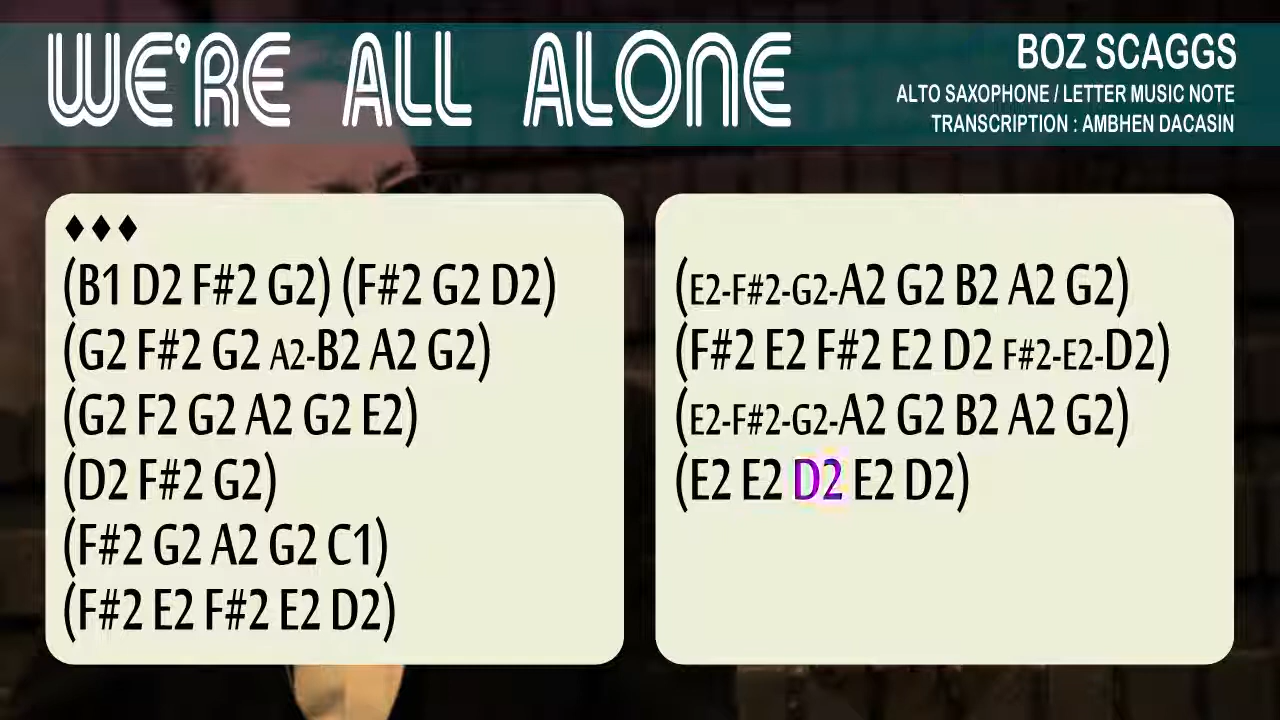 WE'RE ALL ALONE
BOZ SCAGGS
ALTO SAXOPHONE / LETTER MUSIC NOTE
TRANSCRIPTION : AMBHEN DACASIN
♦♦♦
(B1 D2 F#2 G2) (F#2 G2 D2)
(G2 F#2 G2 A2-B2 A2 G2)
(G2 F2 G2 A2 G2 E2)
(D2 F#2 G2)
(F#2 G2 A2 G2 C1)
(F#2 E2 F#2 E2 D2)
(E2-F#2-G2-A2 G2 B2 A2 G2)
(F#2 E2 F#2 E2 D2 F#2-E2-D2)
(E2-F#2-G2-A2 G2 B2 A2 G2)
(E2 E2 D2 E2 D2)